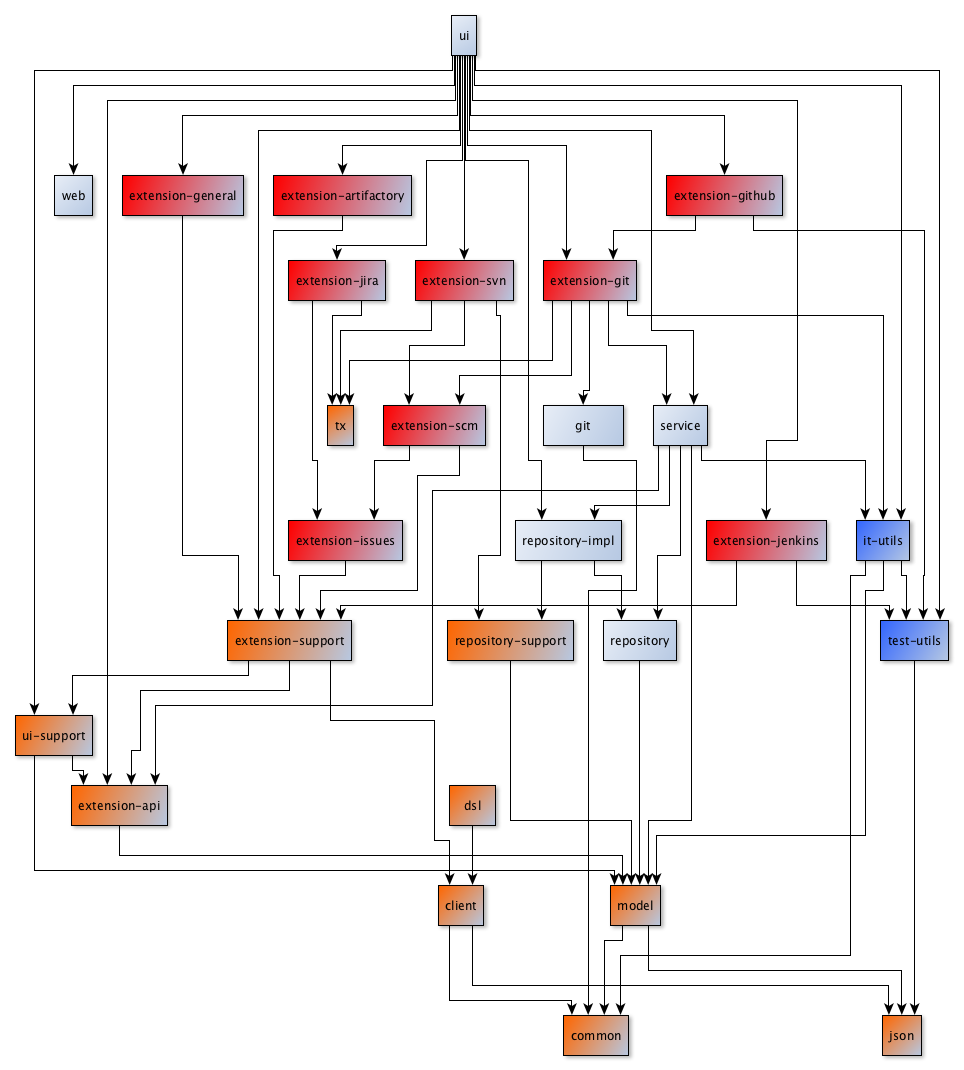 ui
web
extension-general
extension-artifactory
extension-github
extension-jira
extension-svn
extension-git
tx
extension-scm
git
service
extension-issues
repository-impl
extension-jenkins
it-utils
extension-support
repository-support
repository
test-utils
ui-support
extension-api
dsl
client
model
common
json